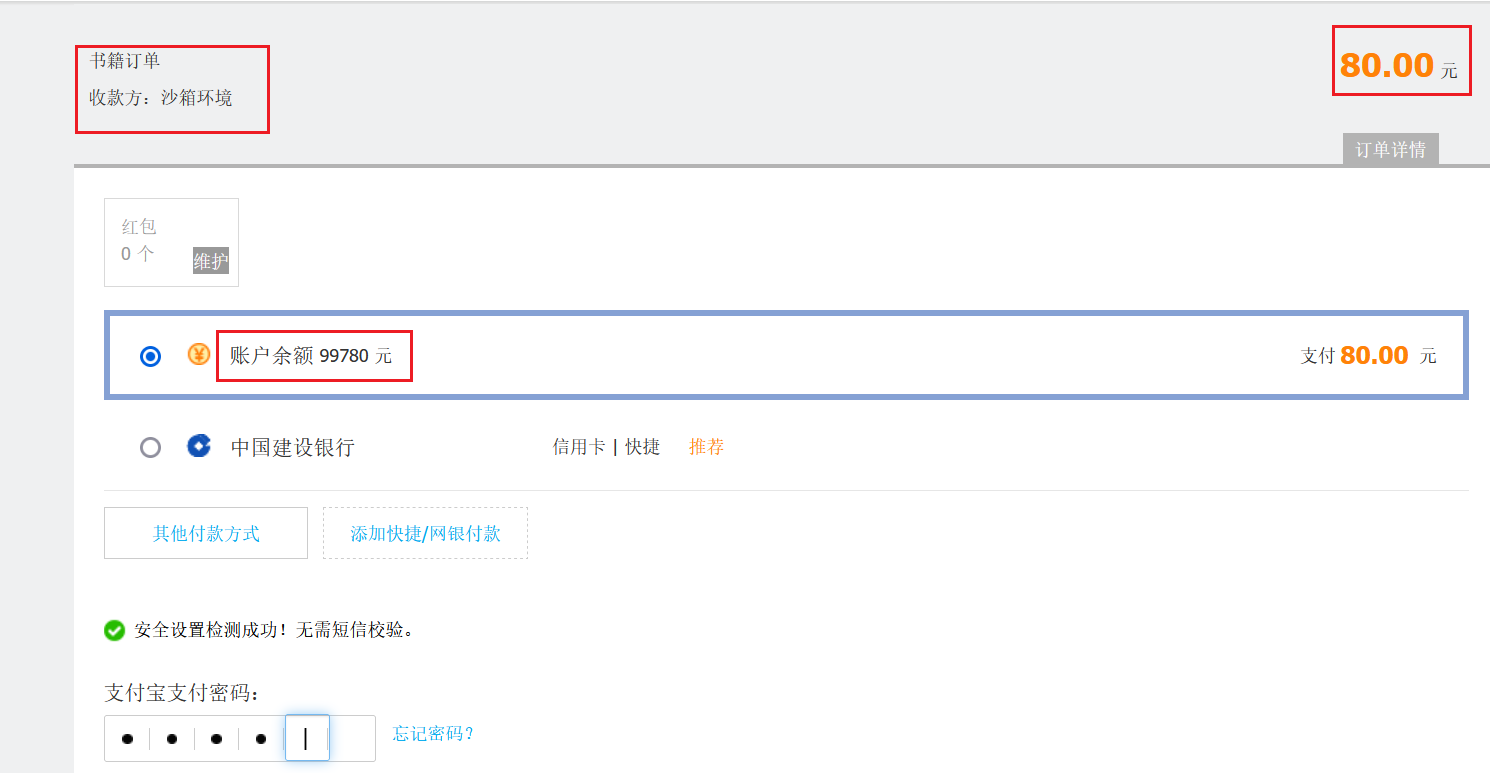 书籍订单
80.00 元
收款方：沙箱环境
订单详情
红包
0 个
维护
账户余额 99780 元 支付 80.00 元
中国建设银行 信用卡 | 快捷 推荐
其他付款方式 添加快捷/网银付款
安全设置检测成功！无需短信校验。
支付宝支付密码：
忘记密码？